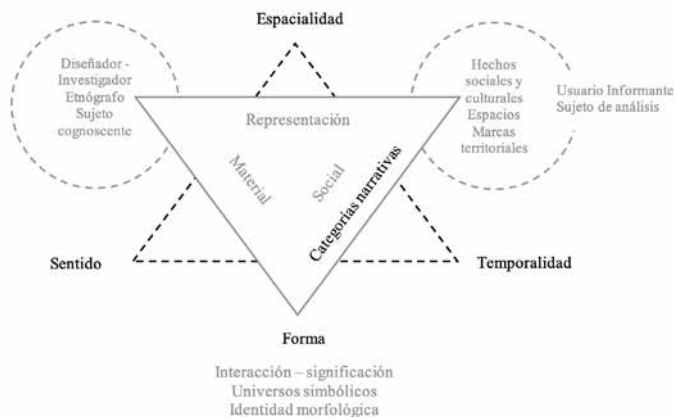 Espacialidad
Diseñador -
Investigador
Etnógrafo
Sujeto
cognoscente
Hechos
sociales y
culturales
Espacios
Marcas
territoriales
Usuario Informante
Sujeto de análisis
Representación
Material
Social
Categorías narrativas
Sentido
Temporalidad
Forma
Interacción – significación
Universos simbólicos
Identidad morfológica